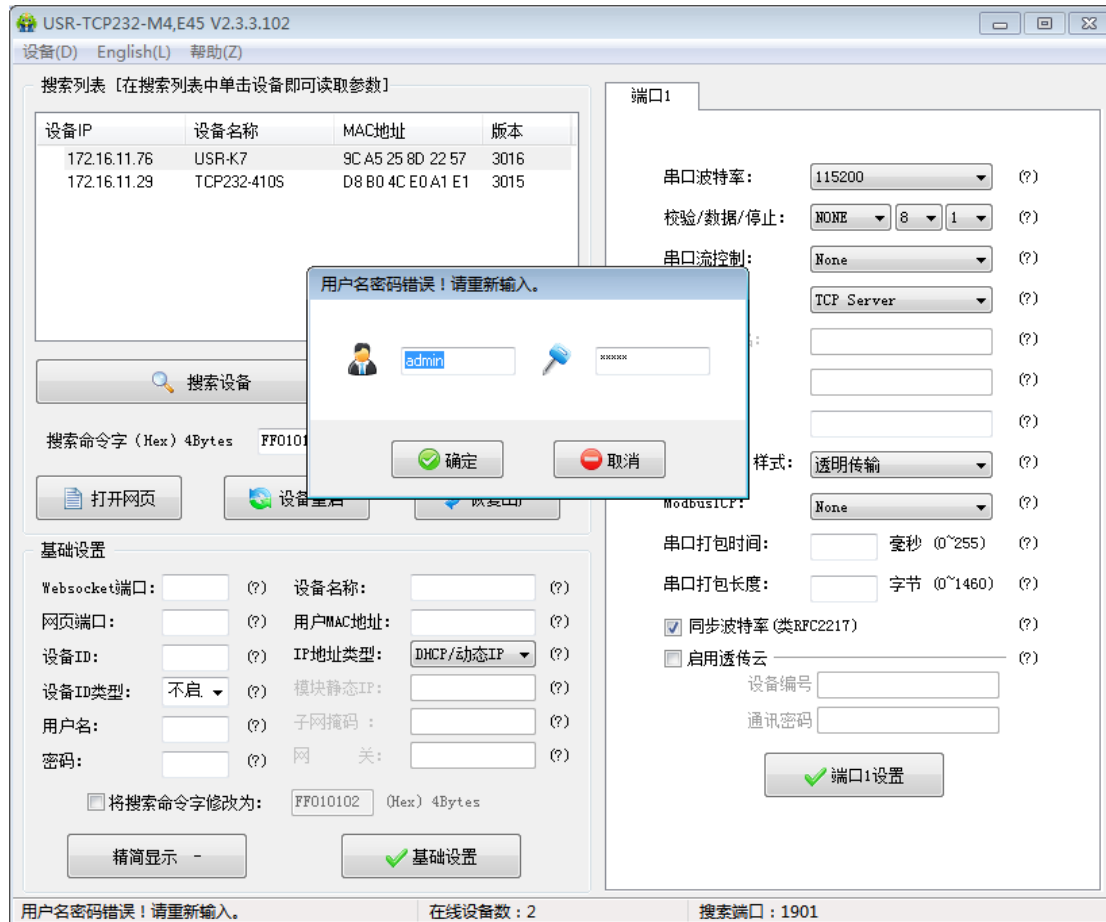 USR-TCP232-M4,E45 V2.3.3.102
设备(D) English(L) 帮助(Z)
搜索列表 [在搜索列表中单击设备即可读取参数]
设备IP 设备名称 MAC地址 版本
172.16.11.76 USR-K7 9C A5 25 8D 22 57 3016
172.16.11.29 TCP232-410S D8 B0 4C E0 A1 E1 3015
搜索设备
搜索命令字 (Hex) 4Bytes FF0101
打开网页 设备重启
用户名密码错误！请重新输入。
admin *****
确定 取消
基础设置
Websocket端口: (?) 设备名称: (?)
网页端口: (?) 用户MAC地址: (?)
设备ID: (?) IP地址类型: DHCP/动态IP (?)
设备ID类型: 不启. (?) 模块静态IP: (?)
用户名: (?) 子网掩码 : (?)
密码: (?) 网 关: (?)
将搜索命令字修改为: FF010102 (Hex) 4Bytes
精简显示 -
基础设置
端口1
串口波特率: 115200 (?)
校验/数据/停止: NONE 8 1 (?)
串口流控制: None (?)
TCP Server (?)
(?)
(?)
(?)
样式: 透明传输 (?)
ModbusTCP: None (?)
串口打包时间: 毫秒 (0~255) (?)
串口打包长度: 字节 (0~1460) (?)
同步波特率(类RFC2217) (?)
启用透传云 (?)
设备编号
通讯密码
端口1设置
用户名密码错误！请重新输入。 在线设备数：2 搜索端口：1901